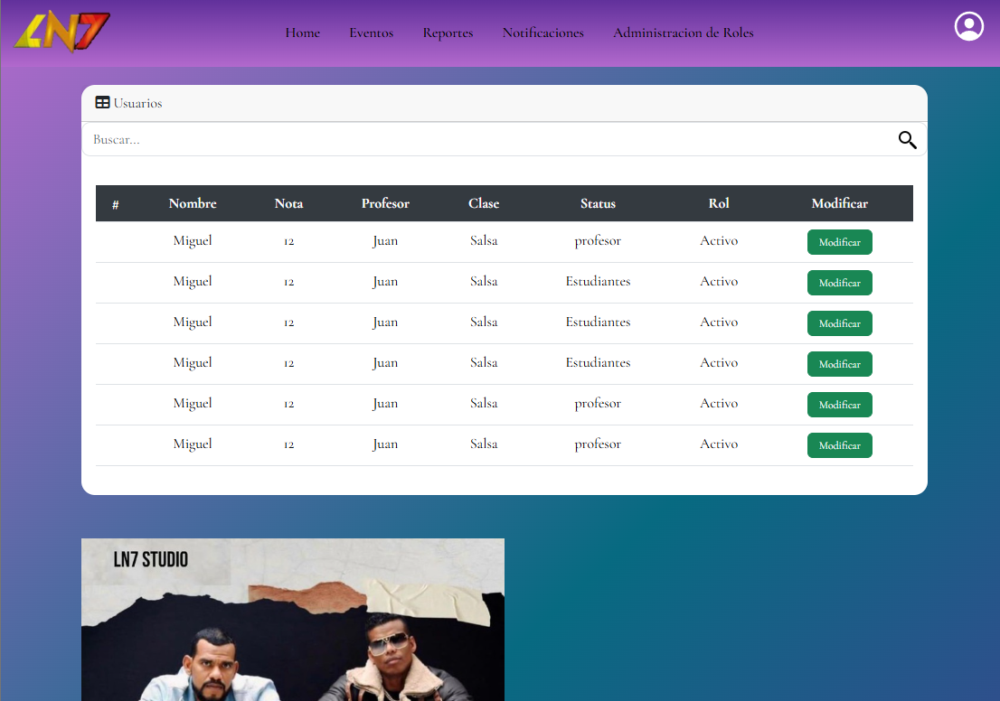 LN7
Home Eventos Reportes Notificaciones Administracion de Roles
Usuarios
Buscar...
# Nombre Nota Profesor Clase Status Rol Modificar
Miguel 12 Juan Salsa profesor Activo Modificar
Miguel 12 Juan Salsa Estudiantes Activo Modificar
Miguel 12 Juan Salsa Estudiantes Activo Modificar
Miguel 12 Juan Salsa Estudiantes Activo Modificar
Miguel 12 Juan Salsa profesor Activo Modificar
Miguel 12 Juan Salsa profesor Activo Modificar
LN7 STUDIO